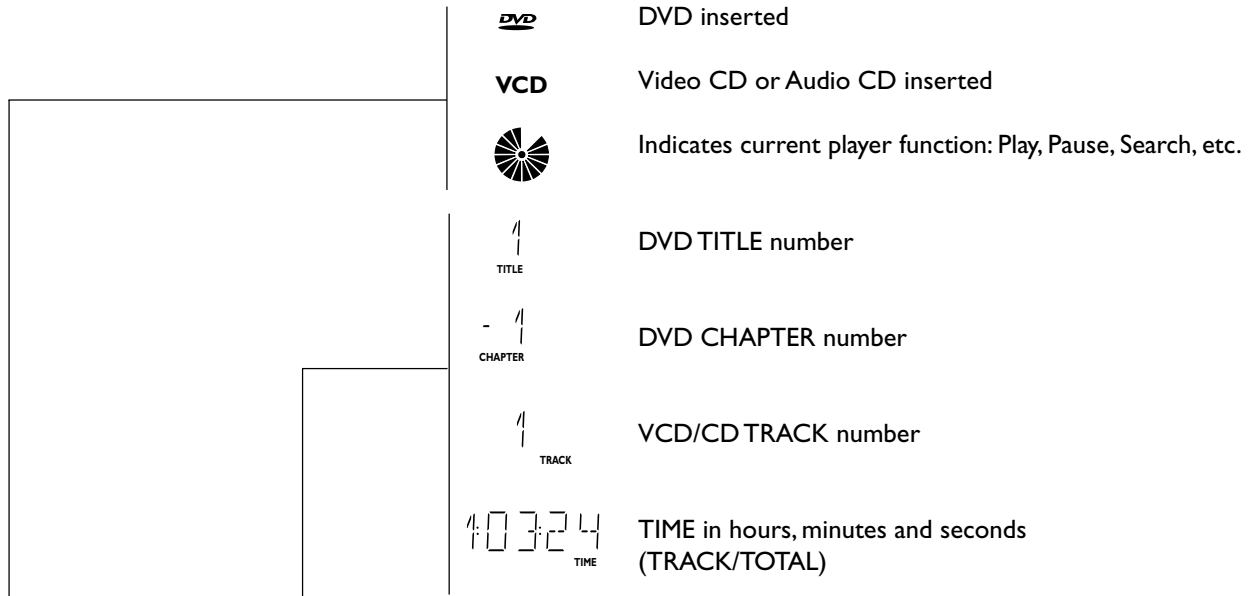 DVD DVD inserted
VCD Video CD or Audio CD inserted
Indicates current player function: Play, Pause, Search, etc.
1 DVD TITLE number
TITLE
- 1 DVD CHAPTER number
CHAPTER
1 VCD/CD TRACK number
TRACK
1:03:24 TIME in hours, minutes and seconds
TIME (TRACK/TOTAL)